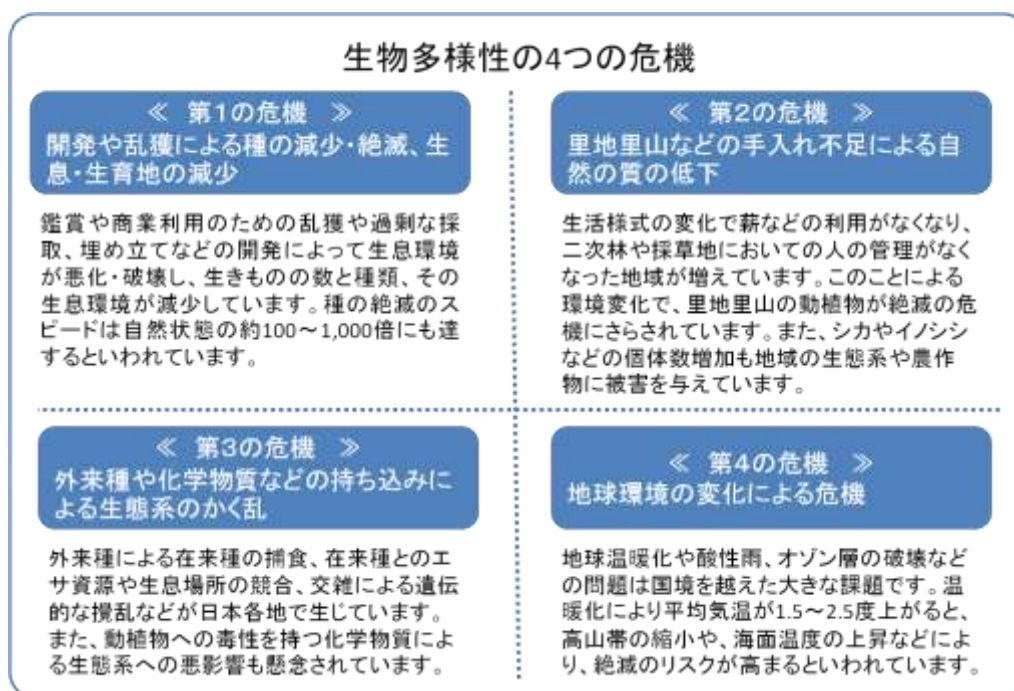 生物多様性の4つの危機
≪ 第1の危機 ≫
開発や乱獲による種の減少・絶滅、生
息・生育地の減少
鑑賞や商業利用のための乱獲や過剰な採
取、埋め立てなどの開発によって生息環境
が悪化・破壊し、生きものの数と種類、その
生息環境が減少しています。種の絶滅のス
ピードは自然状態の約100～1,000倍にも達
するといわれています。
≪ 第2の危機 ≫
里地里山などの手入れ不足による自
然の質の低下
生活様式の変化で薪などの利用がなくなり、
二次林や採草地においての人の管理がなく
なった地域が増えています。このことによる
環境変化で、里地里山の動植物が絶滅の危
機にさらされています。また、シカやイノシシ
などの個体数増加も地域の生態系や農作
物に被害を与えています。
≪ 第3の危機 ≫
外来種や化学物質などの持ち込みに
よる生態系のかく乱
外来種による在来種の捕食、在来種とのエ
サ資源や生息場所の競合、交雑による遺伝
的な攪乱などが日本各地で生じています。
また、動植物への毒性を持つ化学物質によ
る生態系への悪影響も懸念されています。
≪ 第4の危機 ≫
地球環境の変化による危機
地球温暖化や酸性雨、オゾン層の破壊など
の問題は国境を越えた大きな課題です。温
暖化により平均気温が1.5～2.5度上がると、
高山帯の縮小や、海面温度の上昇などによ
り、絶滅のリスクが高まるといわれています。